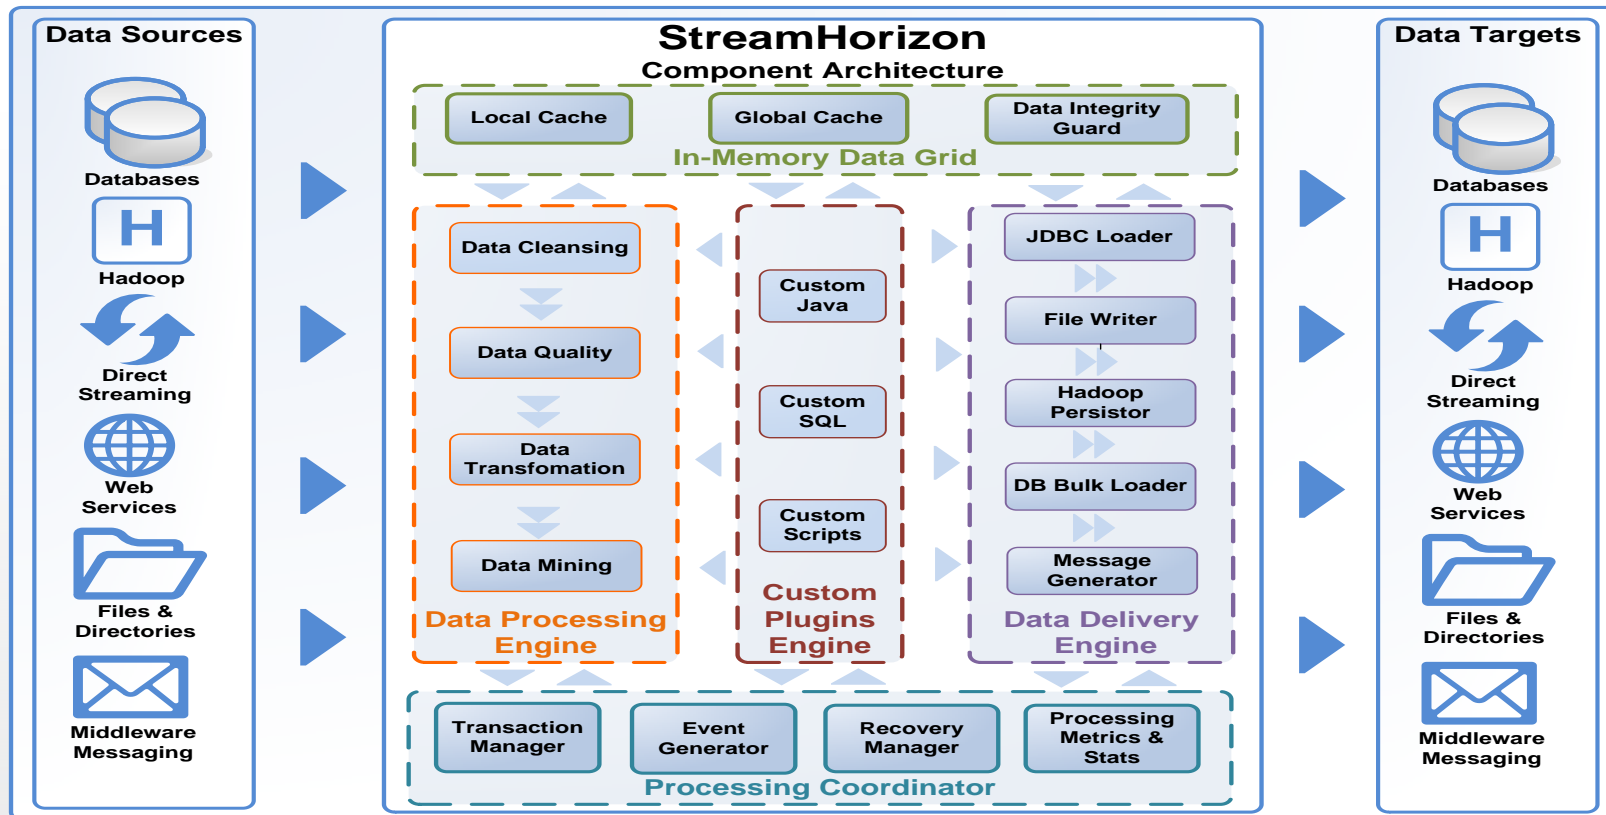 Data Sources
Databases
H
Hadoop
Direct
Streaming
Web
Services
Files &
Directories
Middleware
Messaging
StreamHorizon
Component Architecture
Local Cache
Global Cache
Data Integrity
Guard
In-Memory Data Grid
Data Cleansing
Data Quality
Data
Transfomation
Data Mining
Data Processing
Engine
Custom
Java
Custom
SQL
Custom
Scripts
Custom
Plugins
Engine
JDBC Loader
File Writer
Hadoop
Persistor
DB Bulk Loader
Message
Generator
Data Delivery
Engine
Transaction
Manager
Event
Generator
Recovery
Manager
Processing
Metrics &
Stats
Processing Coordinator
Data Targets
Databases
H
Hadoop
Direct
Streaming
Web
Services
Files &
Directories
Middleware
Messaging